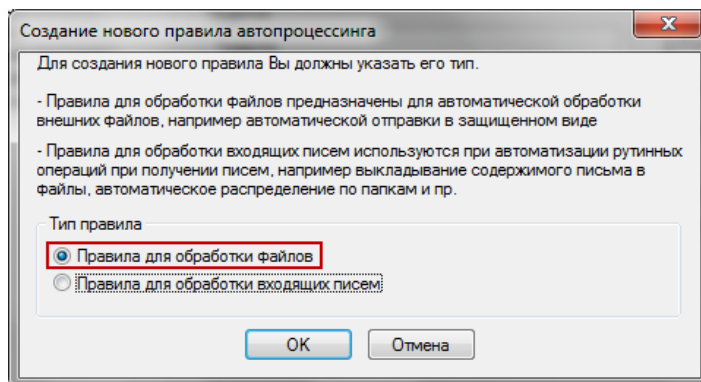 Создание нового правила автопроцессинга
Для создания нового правила Вы должны указать его тип.
- Правила для обработки файлов предназначены для автоматической обработки
внешних файлов, например автоматической отправки в защищенном виде
- Правила для обработки входящих писем используются при автоматизации рутинных
операций при получении писем, например выкладывание содержимого письма в
файлы, автоматическое распределение по папкам и пр.
Тип правила
Правила для обработки файлов
Правила для обработки входящих писем
OK
Отмена